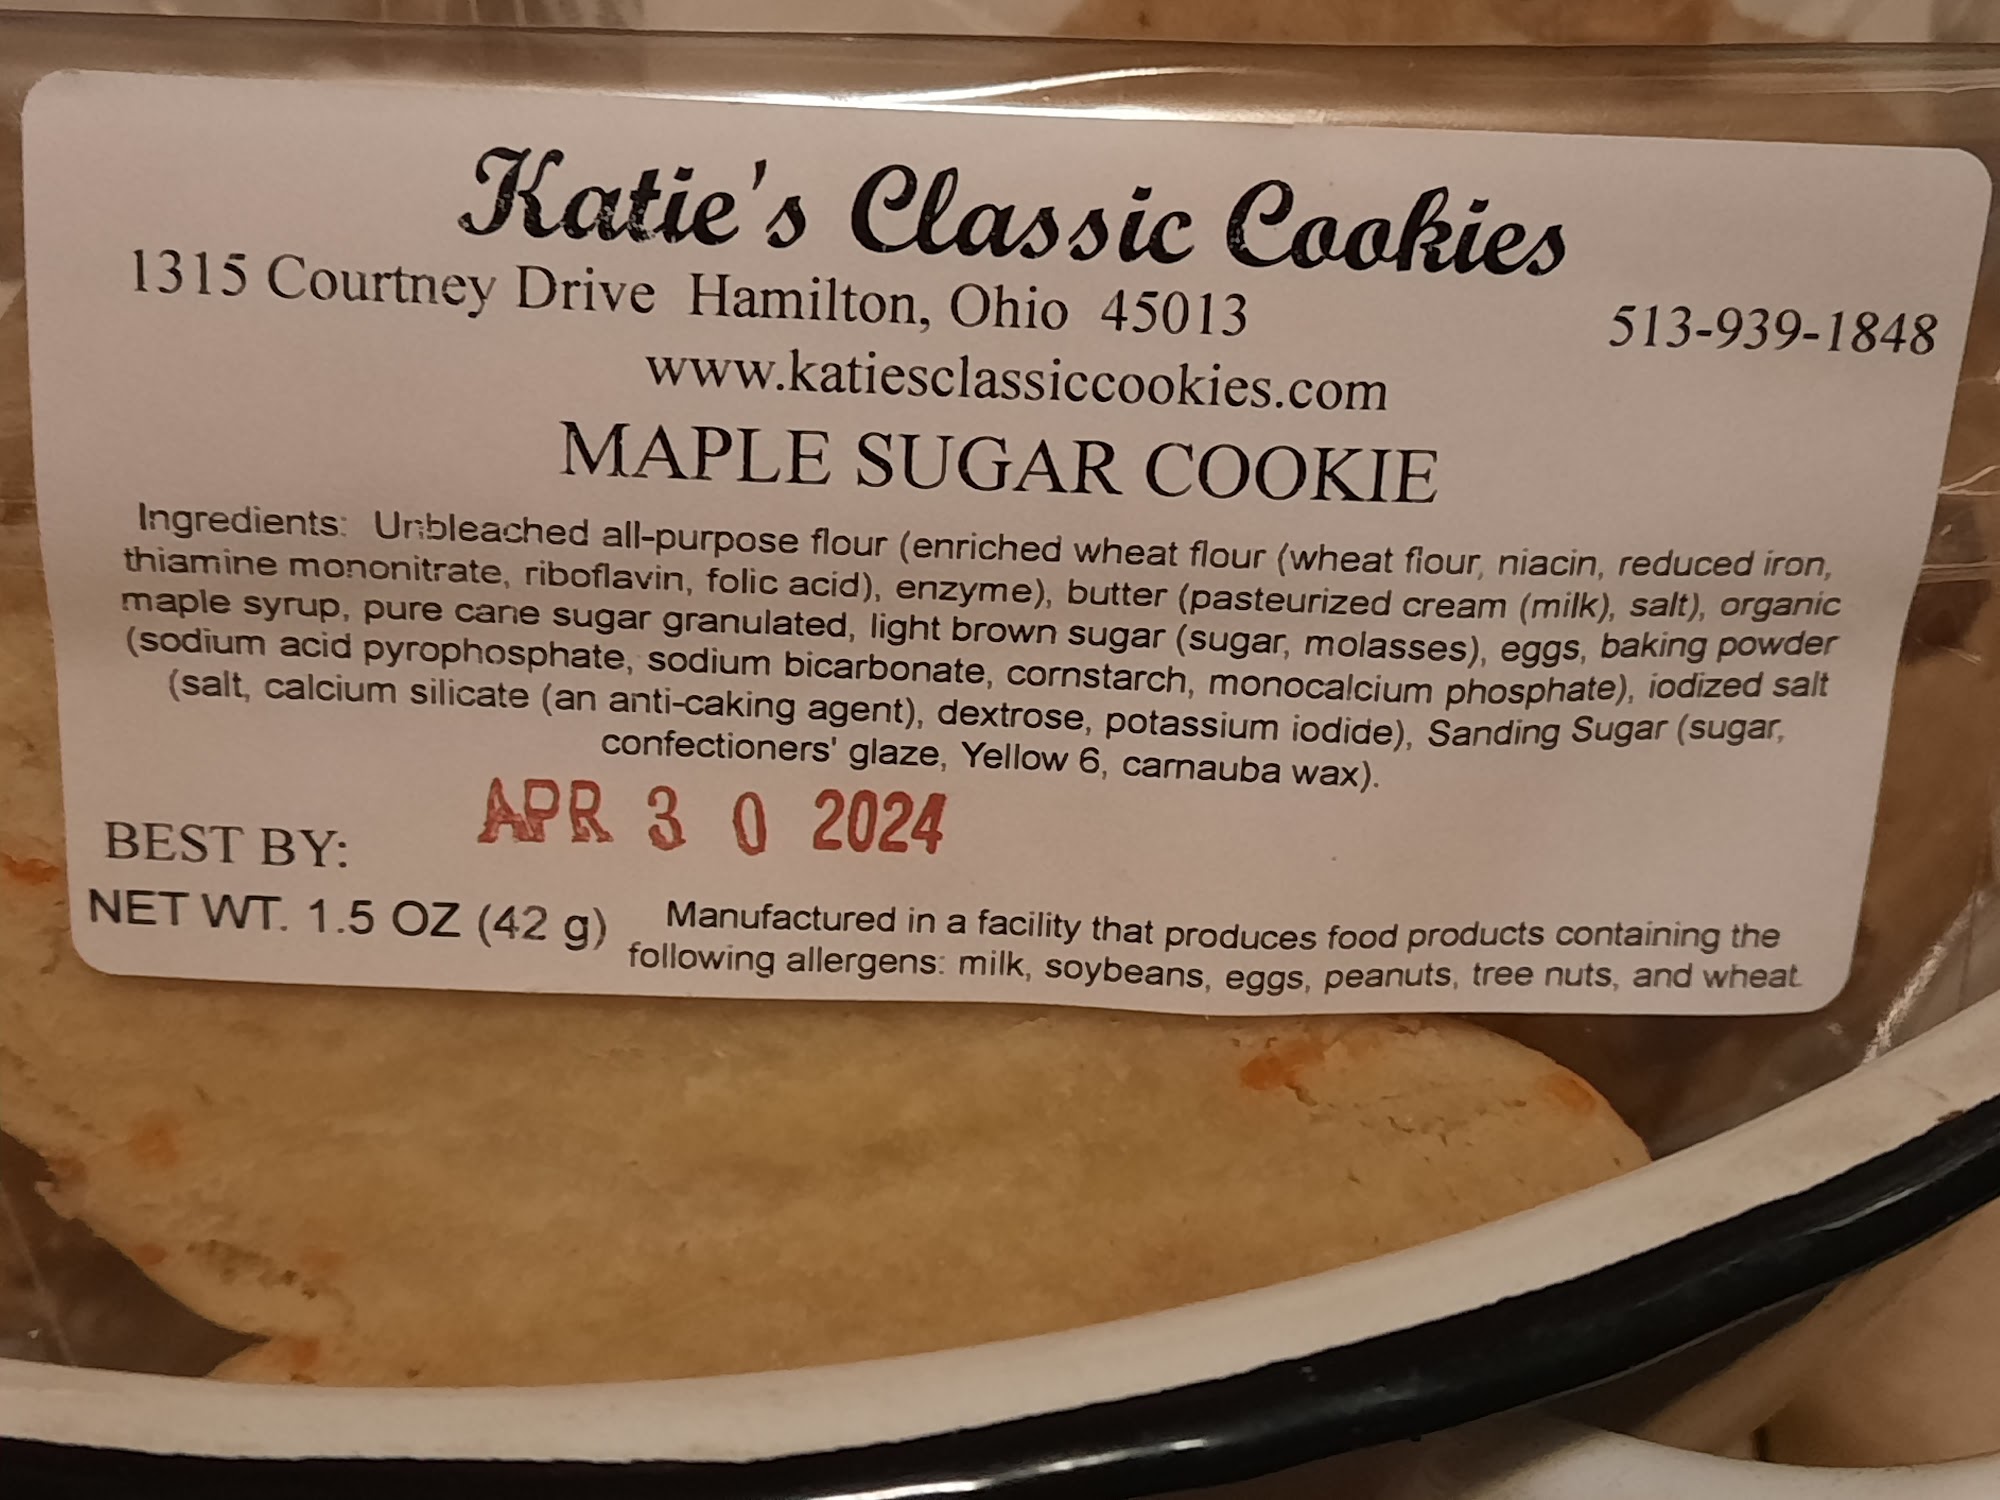 Katie's Classic Cookies
1315 Courtney Drive Hamilton, Ohio 45013 513-939-1848
www.katiesclassiccookies.com
MAPLE SUGAR COOKIE
Ingredients: Unbleached all-purpose flour (enriched wheat flour (wheat flour, niacin, reduced iron,
thiamine mononitrate, riboflavin, folic acid), enzyme), butter (pasteurized cream (milk), salt), organic
maple syrup, pure cane sugar granulated, light brown sugar (sugar, molasses), eggs, baking powder
(sodium acid pyrophosphate, sodium bicarbonate, cornstarch, monocalcium phosphate), iodized salt
(salt, calcium silicate (an anti-caking agent), dextrose, potassium iodide), Sanding Sugar (sugar,
confectioners' glaze, Yellow 6, carnauba wax).
BEST BY: APR 30 2024
NET WT. 1.5 OZ (42 g) Manufactured in a facility that produces food products containing the
following allergens: milk, soybeans, eggs, peanuts, tree nuts, and wheat